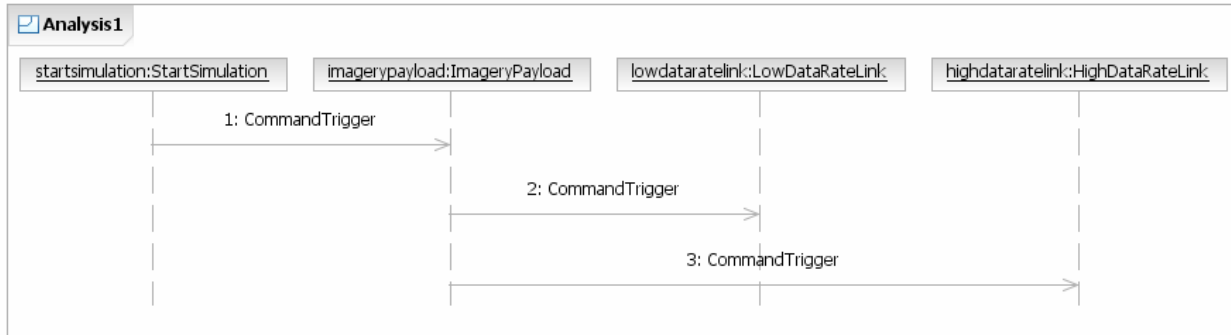 Analysis1
startsimulation:StartSimulation
imagerypayload:ImageryPayload
lowdataratelink:LowDataRateLink
highdataratelink:HighDataRateLink
1: CommandTrigger
2: CommandTrigger
3: CommandTrigger